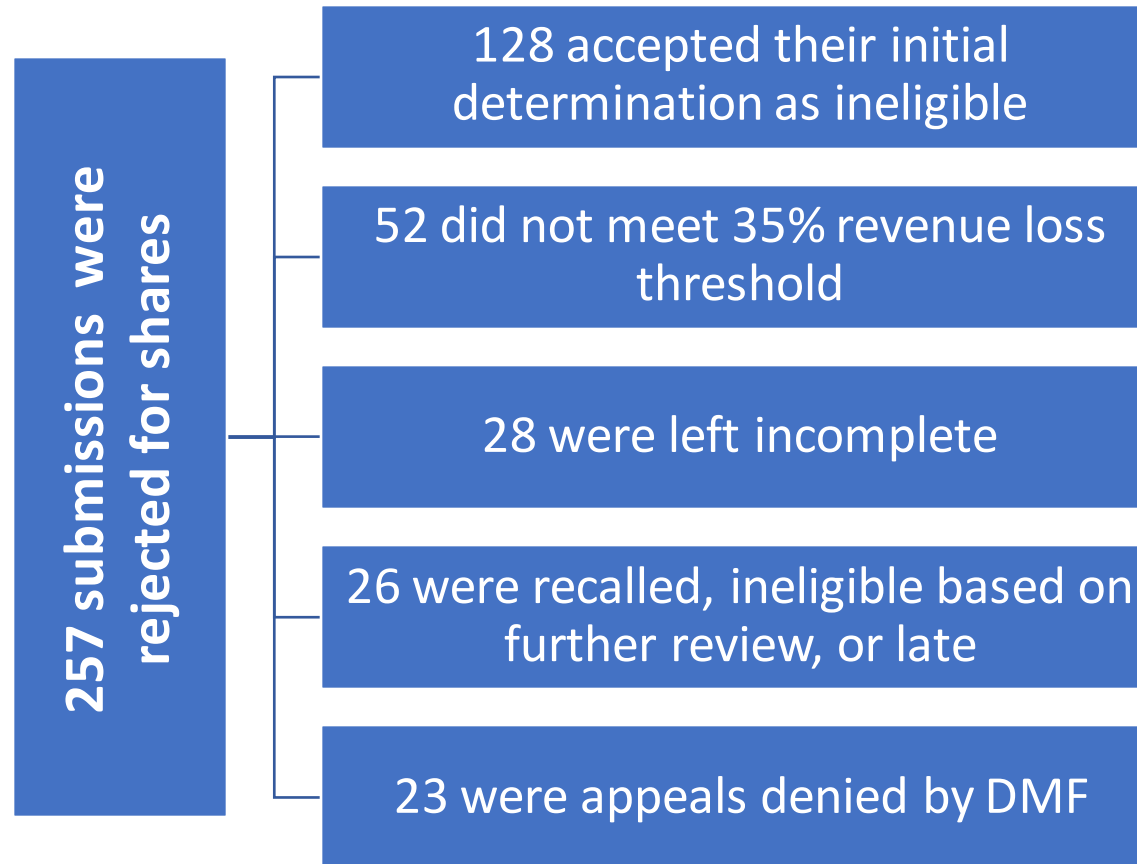 257 submissions were
rejected for shares
128 accepted their initial
determination as ineligible
52 did not meet 35% revenue loss
threshold
28 were left incomplete
26 were recalled, ineligible based on
further review, or late
23 were appeals denied by DMF